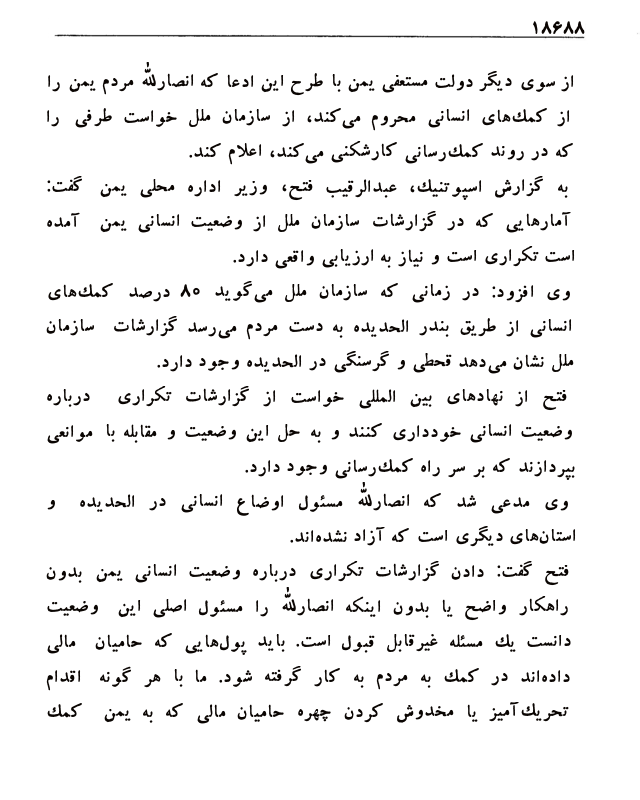 ۱۸۶۸۸
از سوی دیگر دولت مستعفی یمن با طرح این ادعا که انصارالله مردم یمن را
از کمك‌های انسانی محروم می‌کند، از سازمان ملل خواست طرفی را
که در روند کمك‌رسانی کارشکنی می‌کند، اعلام کند.
به گزارش اسپوتنیك، عبدالرقیب فتح، وزیر اداره محلی یمن گفت:
آمارهایی که در گزارشات سازمان ملل از وضعیت انسانی یمن آمده
است تکراری است و نیاز به ارزیابی واقعی دارد.
وی افزود: در زمانی که سازمان ملل می‌گوید ۸۰ درصد کمك‌های
انسانی از طریق بندر الحدیده به دست مردم می‌رسد گزارشات سازمان
ملل نشان می‌دهد قحطی و گرسنگی در الحدیده وجود دارد.
فتح از نهادهای بین المللی خواست از گزارشات تکراری درباره
وضعیت انسانی خودداری کنند و به حل این وضعیت و مقابله با موانعی
بپردازند که بر سر راه کمك‌رسانی وجود دارد.
وی مدعی شد که انصارالله مسئول اوضاع انسانی در الحدیده و
استان‌های دیگری است که آزاد نشده‌اند.
فتح گفت: دادن گزارشات تکراری درباره وضعیت انسانی یمن بدون
راهکار واضح یا بدون اینکه انصارالله را مسئول اصلی این وضعیت
دانست یك مسئله غیرقابل قبول است. باید پول‌هایی که حامیان مالی
داده‌اند در کمك به مردم به کار گرفته شود. ما با هر گونه اقدام
تحریك‌آمیز یا مخدوش کردن چهره حامیان مالی که به یمن کمك